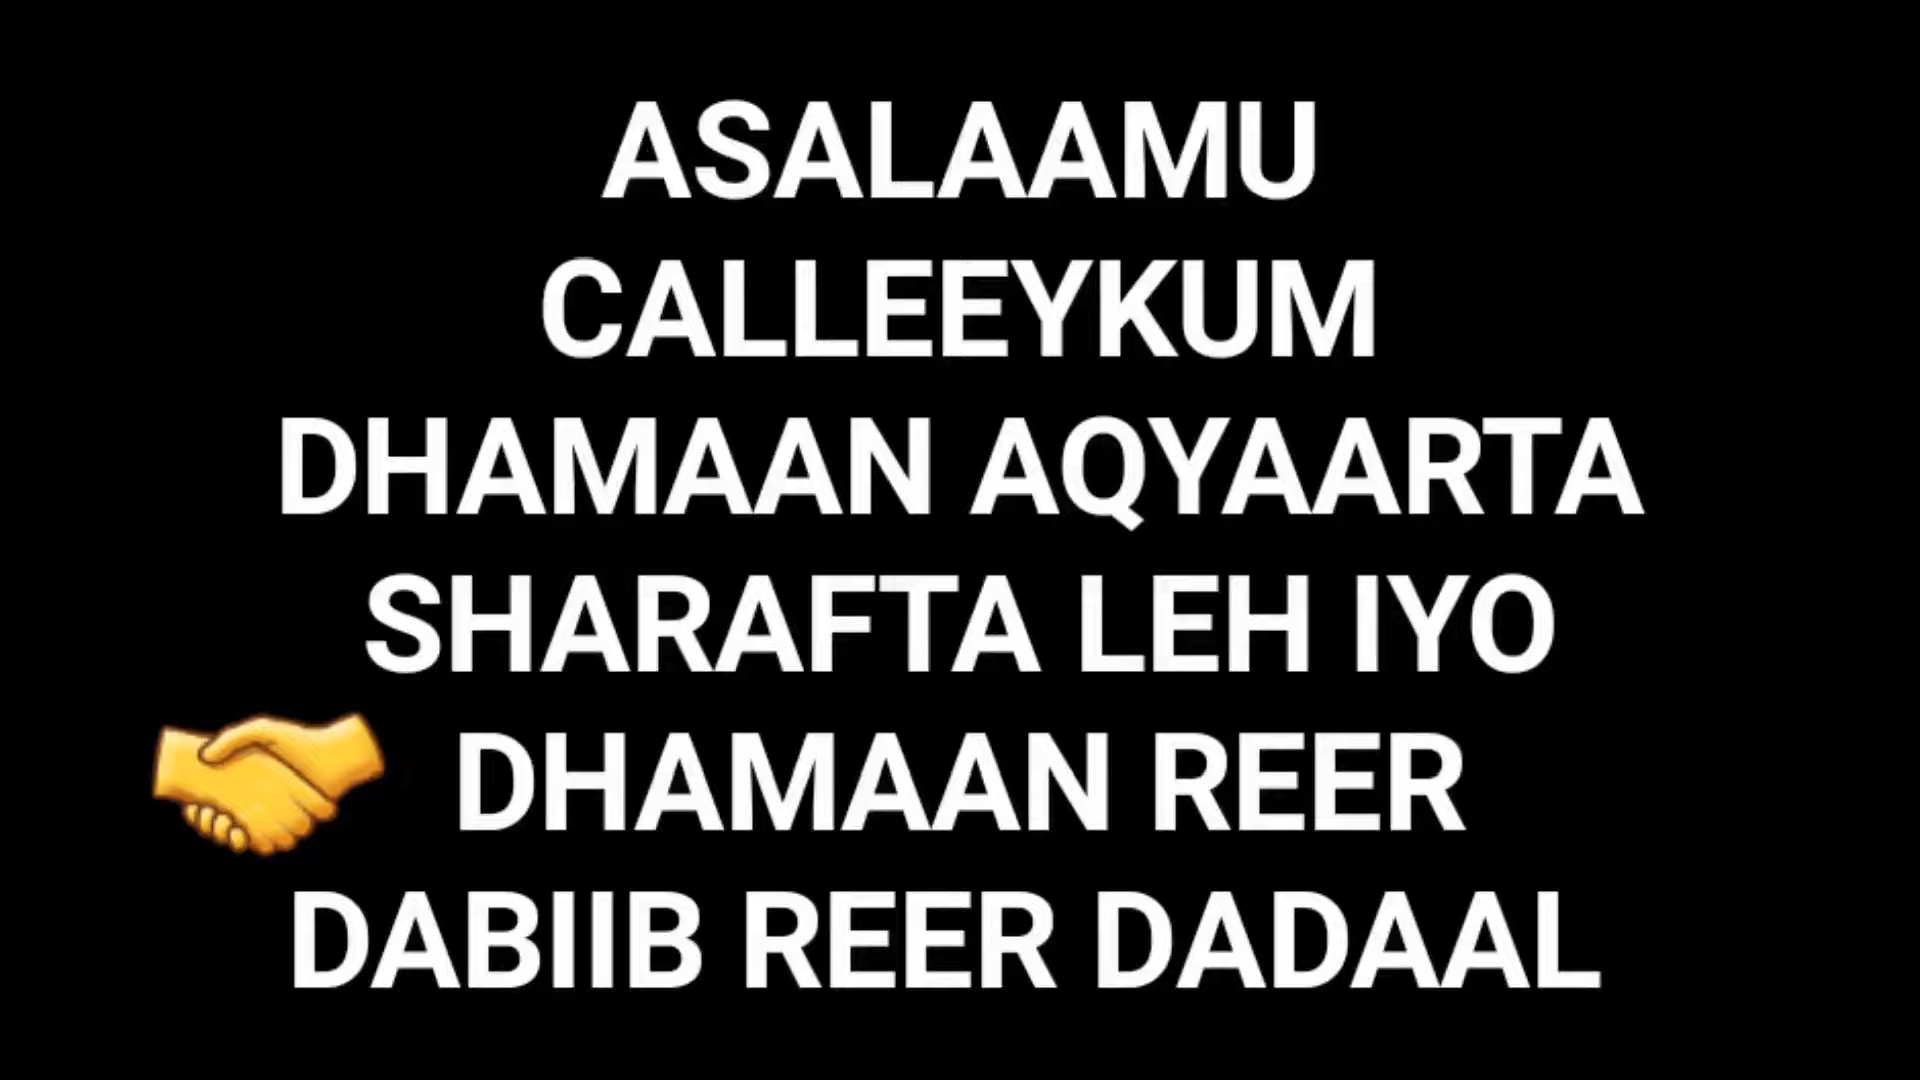 ASALAAMU
CALLEEYKUM
DHAMAAN AQYAARTA
SHARAFTA LEH IYO
🤝 DHAMAAN REER
DABIIB REER DADAAL